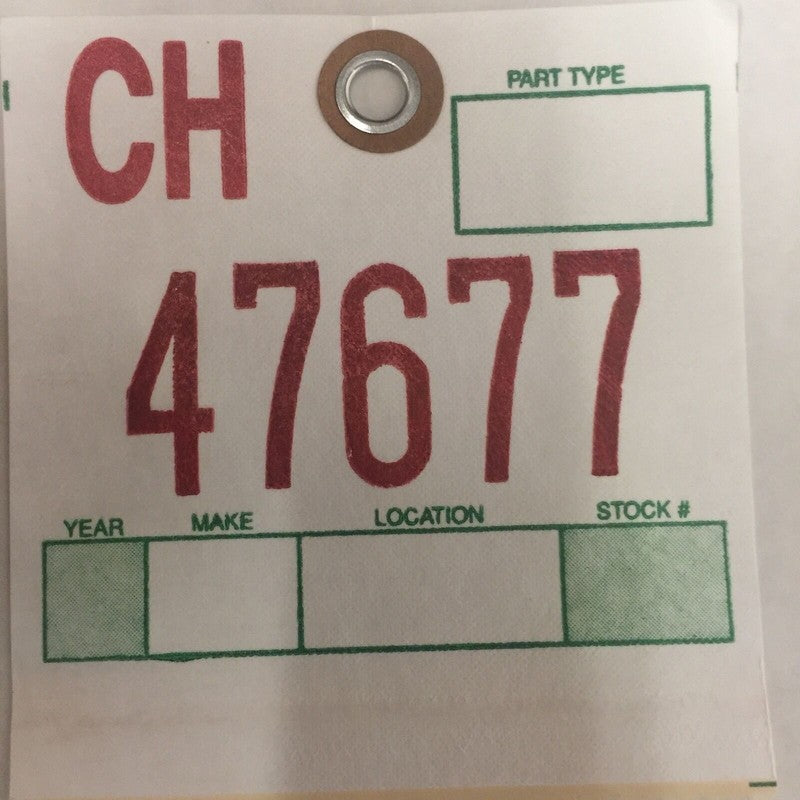 CH
PART TYPE
47677
YEAR MAKE LOCATION STOCK #